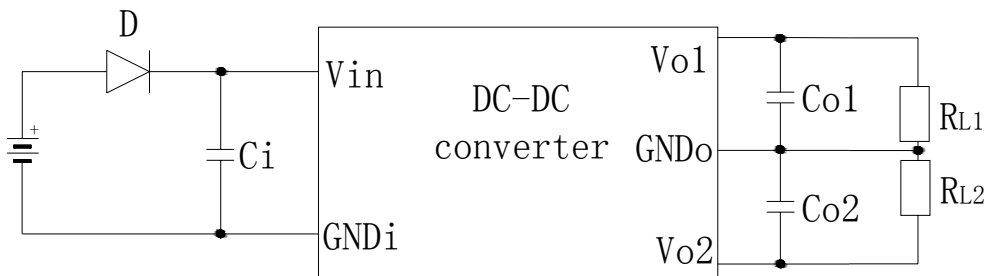 D
Vin
DC-DC
converter
Vo1
Co1
RL1
+
Ci
GNDo
RL2
Co2
GNDi
Vo2